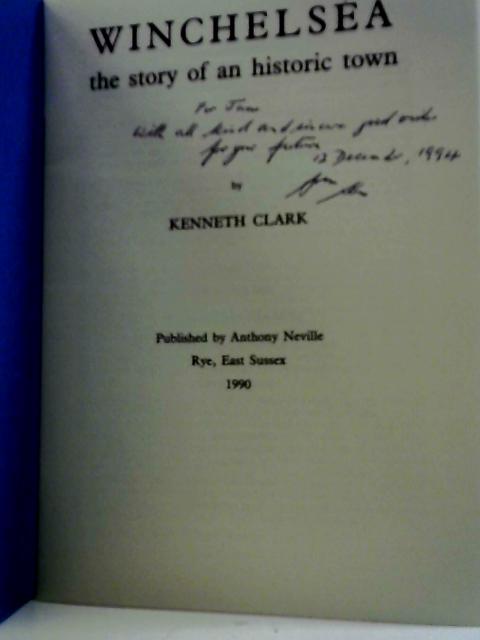 WINCHELSEA
the story of an historic town
For
With all kind and sincere good wishes
for your future
13 December, 1994
by
KENNETH CLARK
Published by Anthony Neville
Rye, East Sussex
1990